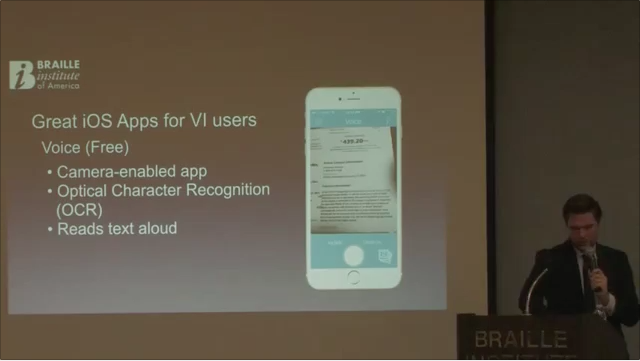 BRAILLE
institute
of America
Great iOS Apps for VI users
Voice (Free)
• Camera-enabled app
• Optical Character Recognition
(OCR)
• Reads text aloud
BRAILLE